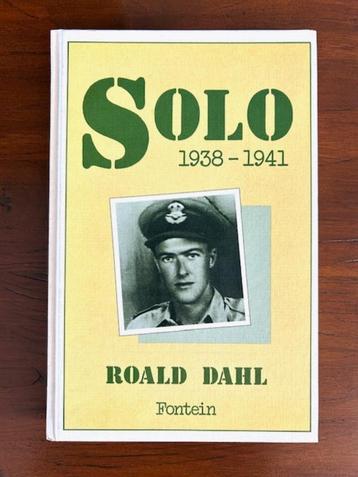 SOLO
1938-1941
ROALD DAHL
Fontein